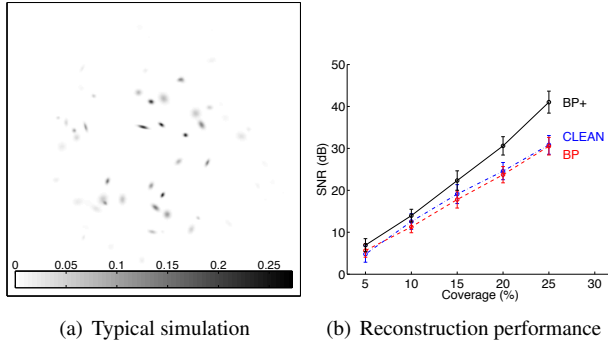 0 0.05 0.1 0.15 0.2 0.25
(a) Typical simulation
50
40
30
20
10
0
SNR (dB)
5 10 15 20 25
Coverage (%)
BP+
CLEAN
BP
(b) Reconstruction performance